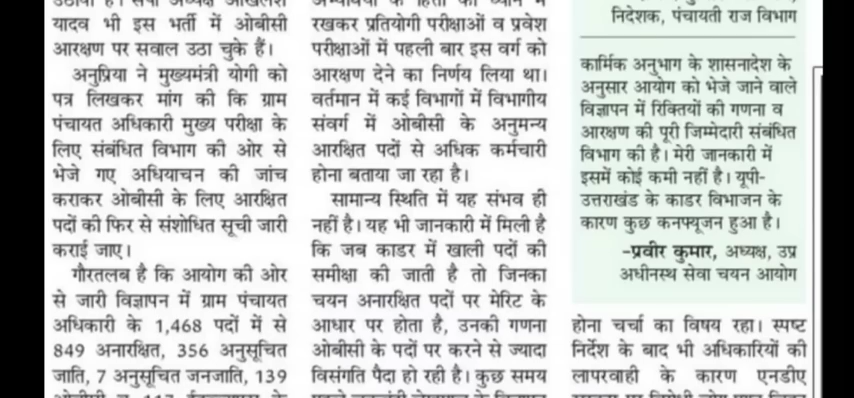 यादव भी इस भर्ती में ओबीसी
आरक्षण पर सवाल उठा चुके हैं।
अनुप्रिया ने मुख्यमंत्री योगी को
पत्र लिखकर मांग की कि ग्राम
पंचायत अधिकारी मुख्य परीक्षा के
लिए संबंधित विभाग की ओर से
भेजे गए अधियाचन की जांच
कराकर ओबीसी के लिए आरक्षित
पदों की फिर से संशोधित सूची जारी
कराई जाए।
गौरतलब है कि आयोग की ओर
से जारी विज्ञापन में ग्राम पंचायत
अधिकारी के 1,468 पदों में से
849 अनारक्षित, 356 अनुसूचित
जाति, 7 अनुसूचित जनजाति, 139
रखकर प्रतियोगी परीक्षाओं व प्रवेश
परीक्षाओं में पहली बार इस वर्ग को
आरक्षण देने का निर्णय लिया था।
वर्तमान में कई विभागों में विभागीय
संवर्ग में ओबीसी के अनुमन्य
आरक्षित पदों से अधिक कर्मचारी
होना बताया जा रहा है।
सामान्य स्थिति में यह संभव ही
नहीं है। यह भी जानकारी में मिली है
कि जब काडर में खाली पदों की
समीक्षा की जाती है तो जिनका
चयन अनारक्षित पदों पर मेरिट के
आधार पर होता है, उनकी गणना
ओबीसी के पदों पर करने से ज्यादा
विसंगति पैदा हो रही है। कुछ समय
निदेशक, पंचायती राज विभाग
कार्मिक अनुभाग के शासनादेश के
अनुसार आयोग को भेजे जाने वाले
विज्ञापन में रिक्तियों की गणना व
आरक्षण की पूरी जिम्मेदारी संबंधित
विभाग की है। मेरी जानकारी में
इसमें कोई कमी नहीं है। यूपी-
उत्तराखंड के काडर विभाजन के
कारण कुछ कनफ्यूजन हुआ है।
-प्रवीर कुमार, अध्यक्ष, उप्र
अधीनस्थ सेवा चयन आयोग
होना चर्चा का विषय रहा। स्पष्ट
निर्देश के बाद भी अधिकारियों की
लापरवाही के कारण एनडीए